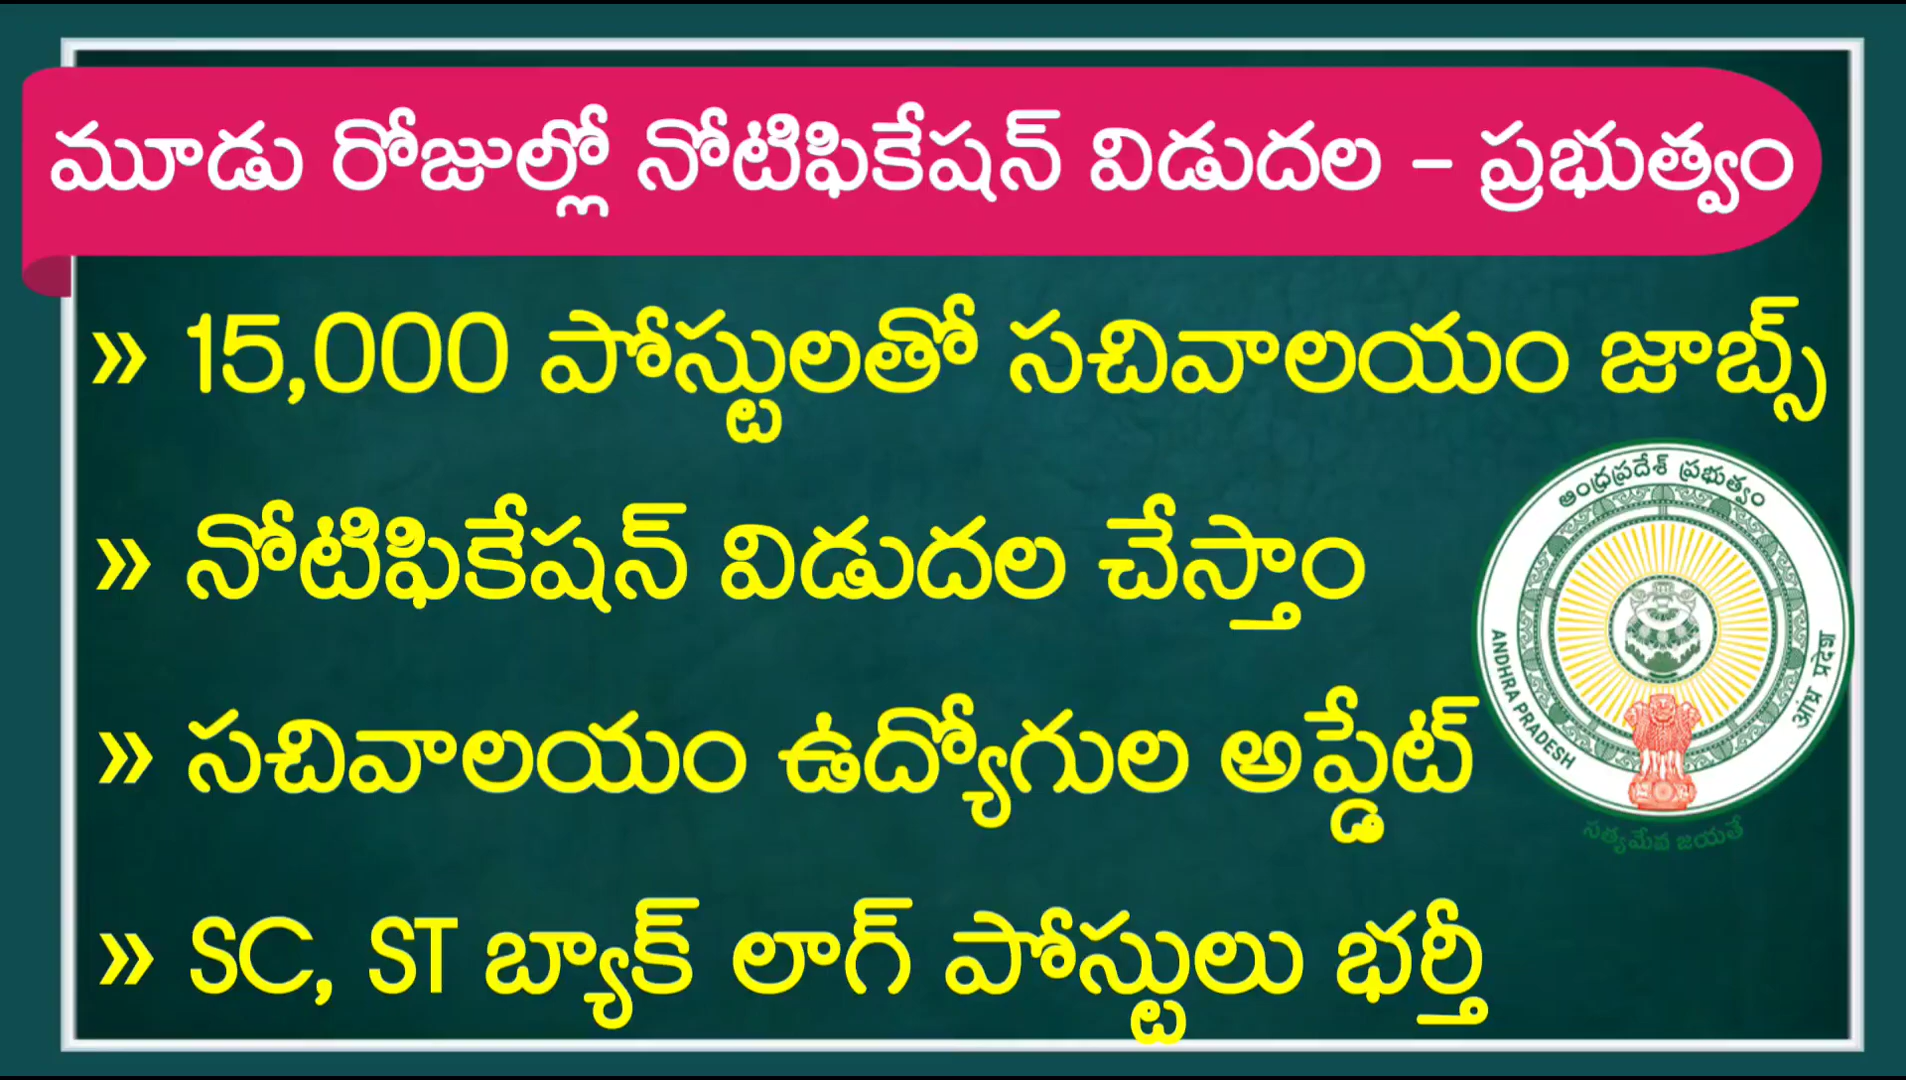 మూడు రోజుల్లో నోటిఫికేషన్ విడుదల – ప్రభుత్వం
» 15,000 పోస్టులతో సచివాలయం జాబ్స్
» నోటిఫికేషన్ విడుదల చేస్తాం
» సచివాలయం ఉద్యోగుల అప్డేట్
» SC, ST బ్యాక్ లాగ్ పోస్టులు భర్తీ
ఆంధ్రప్రదేశ్ ప్రభుత్వం
ANDHRA PRADESH
आंध्र प्रदेश
సత్యమేవ జయతే